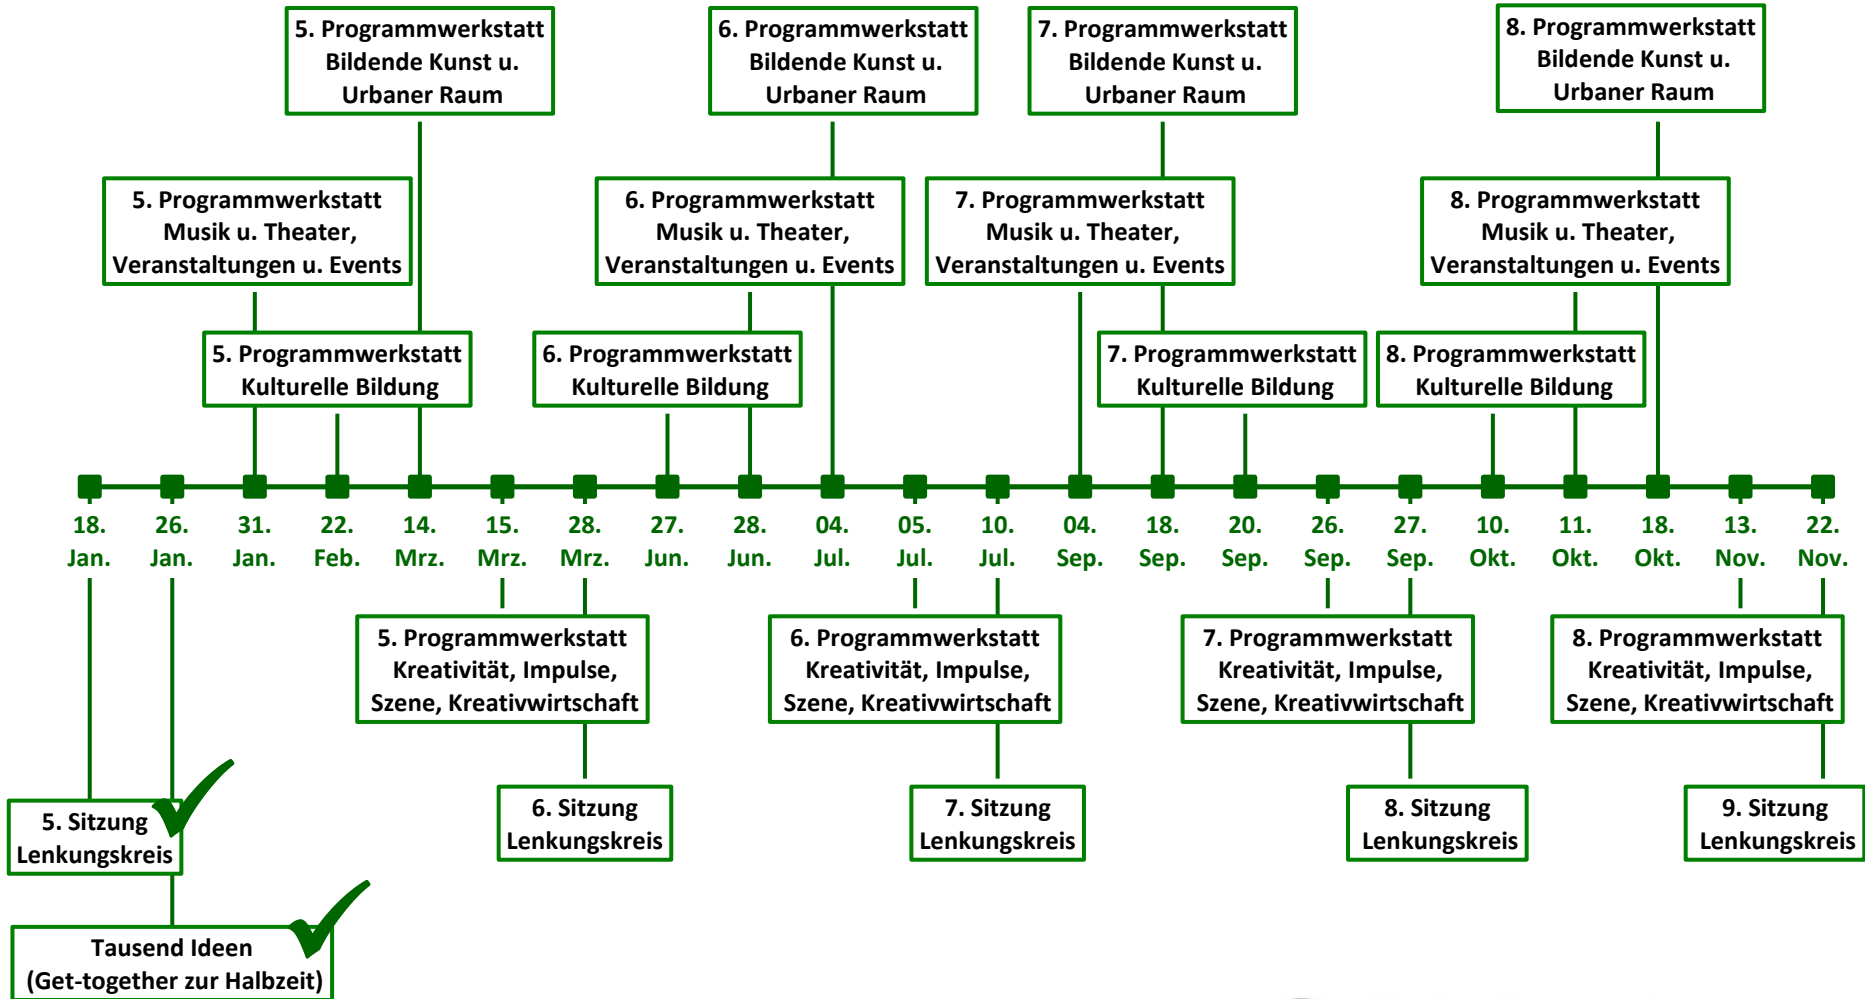 5. Programmwerkstatt
Bildende Kunst u.
Urbaner Raum
6. Programmwerkstatt
Bildende Kunst u.
Urbaner Raum
7. Programmwerkstatt
Bildende Kunst u.
Urbaner Raum
8. Programmwerkstatt
Bildende Kunst u.
Urbaner Raum
5. Programmwerkstatt
Musik u. Theater,
Veranstaltungen u. Events
6. Programmwerkstatt
Musik u. Theater,
Veranstaltungen u. Events
7. Programmwerkstatt
Musik u. Theater,
Veranstaltungen u. Events
8. Programmwerkstatt
Musik u. Theater,
Veranstaltungen u. Events
5. Programmwerkstatt
Kulturelle Bildung
6. Programmwerkstatt
Kulturelle Bildung
7. Programmwerkstatt
Kulturelle Bildung
8. Programmwerkstatt
Kulturelle Bildung
18.
Jan.
26.
Jan.
31.
Jan.
22.
Feb.
14.
Mrz.
15.
Mrz.
28.
Mrz.
27.
Jun.
28.
Jun.
04.
Jul.
05.
Jul.
10.
Jul.
04.
Sep.
18.
Sep.
20.
Sep.
26.
Sep.
27.
Sep.
10.
Okt.
11.
Okt.
18.
Okt.
13.
Nov.
22.
Nov.
5. Programmwerkstatt
Kreativität, Impulse,
Szene, Kreativwirtschaft
6. Programmwerkstatt
Kreativität, Impulse,
Szene, Kreativwirtschaft
7. Programmwerkstatt
Kreativität, Impulse,
Szene, Kreativwirtschaft
8. Programmwerkstatt
Kreativität, Impulse,
Szene, Kreativwirtschaft
5. Sitzung
Lenkungskreis
6. Sitzung
Lenkungskreis
7. Sitzung
Lenkungskreis
8. Sitzung
Lenkungskreis
9. Sitzung
Lenkungskreis
Tausend Ideen
(Get-together zur Halbzeit)